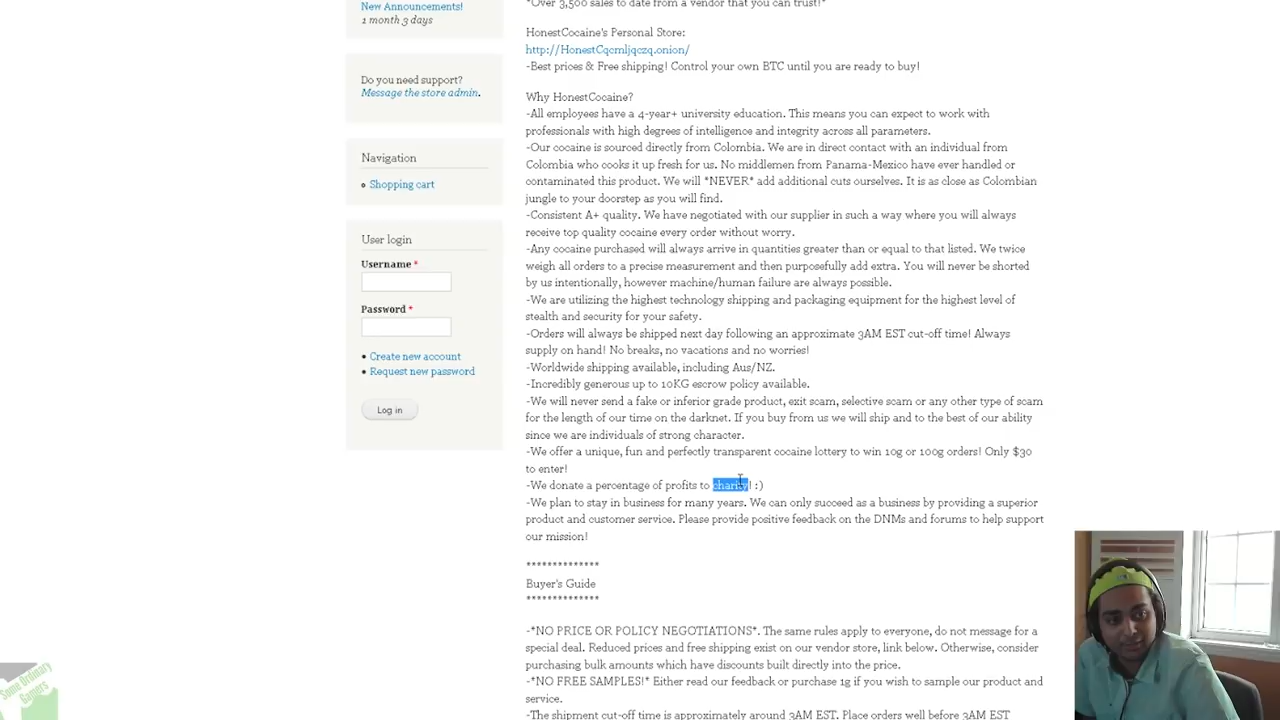 New Announcements!
1 month 3 days
Do you need support?
Message the store admin.
Navigation
Shopping cart
User login
Username *
Password *
Create new account
Request new password
Log in
*Over 3,500 sales to date from a vendor that you can trust!*
HonestCocaine's Personal Store:
http://HonestCqcmljqczq.onion/
-Best prices & Free shipping! Control your own BTC until you are ready to buy!
Why HonestCocaine?
-All employees have a 4-year+ university education. This means you can expect to work with
professionals with high degrees of intelligence and integrity across all parameters.
-Our cocaine is sourced directly from Colombia. We are in direct contact with an individual from
Colombia who cooks it up fresh for us. No middlemen from Panama-Mexico have ever handled or
contaminated this product. We will *NEVER* add additional cuts ourselves. It is as close as Colombian
jungle to your doorstep as you will find.
-Consistent A+ quality. We have negotiated with our supplier in such a way where you will always
receive top quality cocaine every order without worry.
-Any cocaine purchased will always arrive in quantities greater than or equal to that listed. We twice
weigh all orders to a precise measurement and then purposefully add extra. You will never be shorted
by us intentionally, however machine/human failure are always possible.
-We are utilizing the highest technology shipping and packaging equipment for the highest level of
stealth and security for your safety.
-Orders will always be shipped next day following an approximate 3AM EST cut-off time! Always
supply on hand! No breaks, no vacations and no worries!
-Worldwide shipping available, including Aus/NZ.
-Incredibly generous up to 10KG escrow policy available.
-We will never send a fake or inferior grade product, exit scam, selective scam or any other type of scam
for the length of our time on the darknet. If you buy from us we will ship and to the best of our ability
since we are individuals of strong character.
-We offer a unique, fun and perfectly transparent cocaine lottery to win 10g or 100g orders! Only $30
to enter!
-We donate a percentage of profits to charity! :)
-We plan to stay in business for many years. We can only succeed as a business by providing a superior
product and customer service. Please provide positive feedback on the DNMs and forums to help support
our mission!
**************
Buyer's Guide
**************
-*NO PRICE OR POLICY NEGOTIATIONS*. The same rules apply to everyone, do not message for a
special deal. Reduced prices and free shipping exist on our vendor store, link below. Otherwise, consider
purchasing bulk amounts which have discounts built directly into the price.
-*NO FREE SAMPLES!* Either read our feedback or purchase 1g if you wish to sample our product and
service.
-The shipment cut-off time is approximately around 3AM EST. Place orders well before 3AM EST
Some Ordinary
Gamers